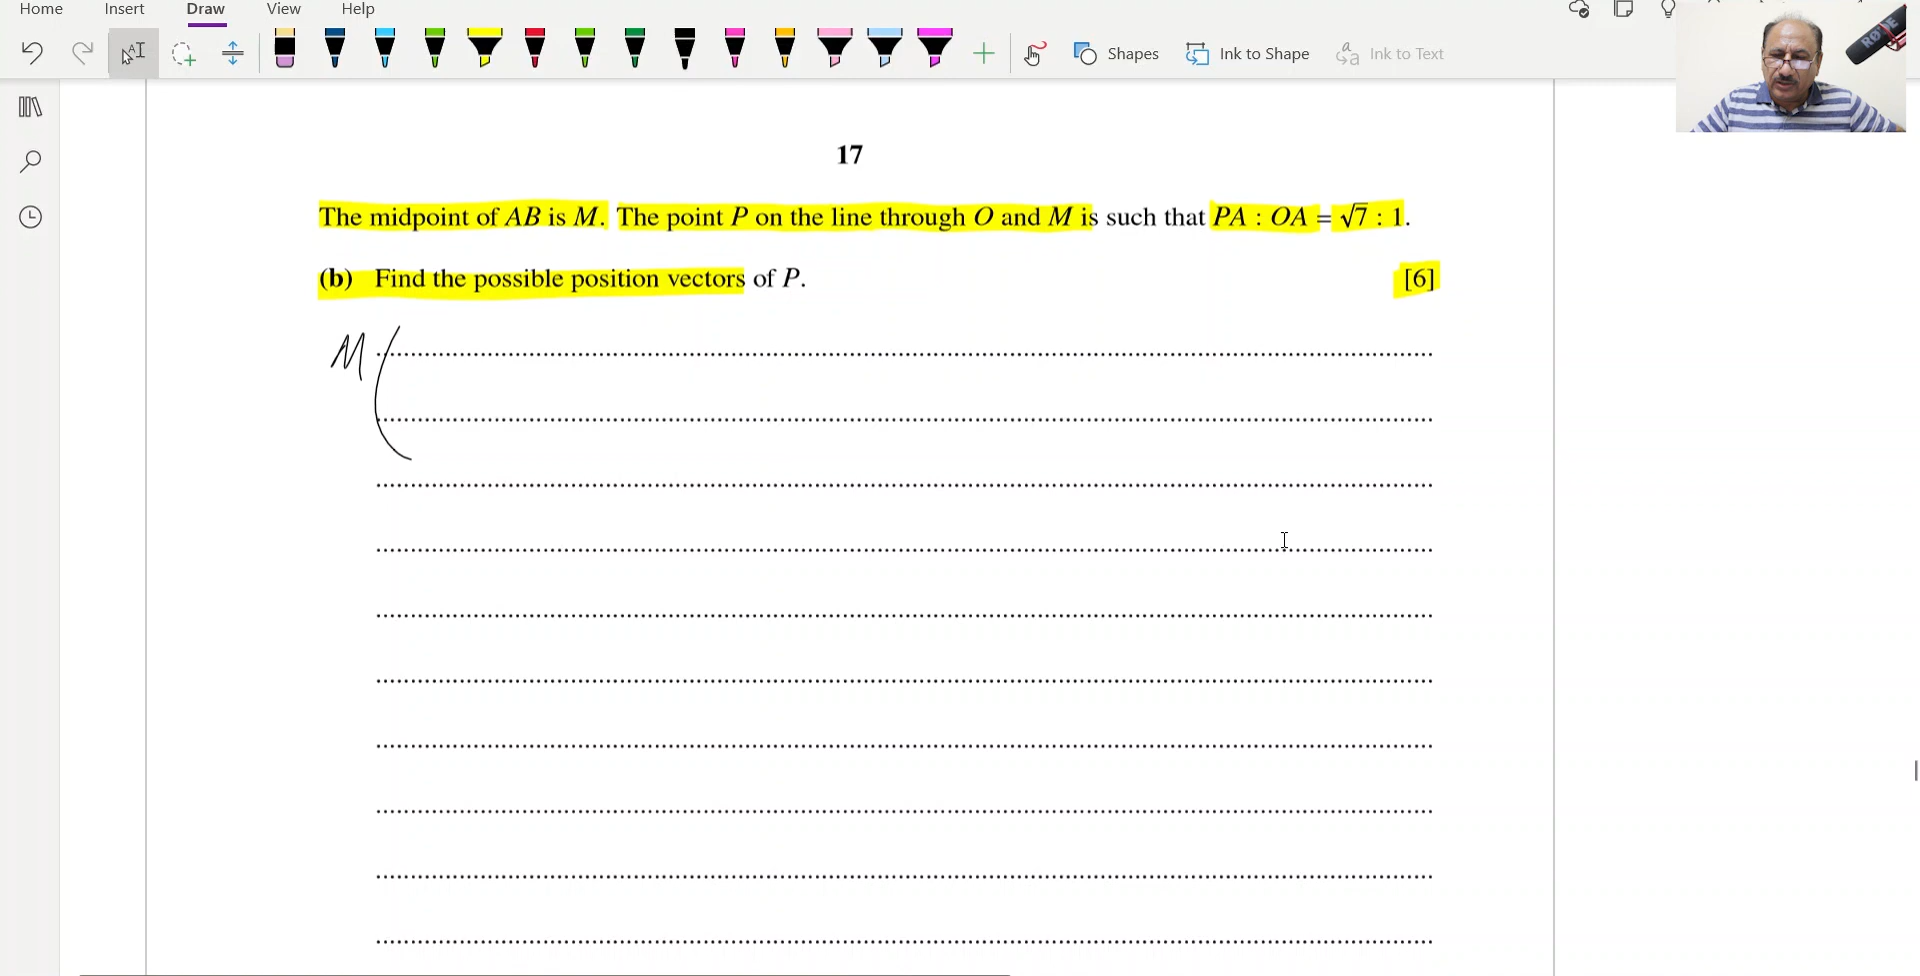 Home Insert Draw View Help
Shapes Ink to Shape Ink to Text
RØDE
17
The midpoint of AB is M. The point P on the line through O and M is such that PA : OA = √7 : 1.
(b) Find the possible position vectors of P. [6]
M(